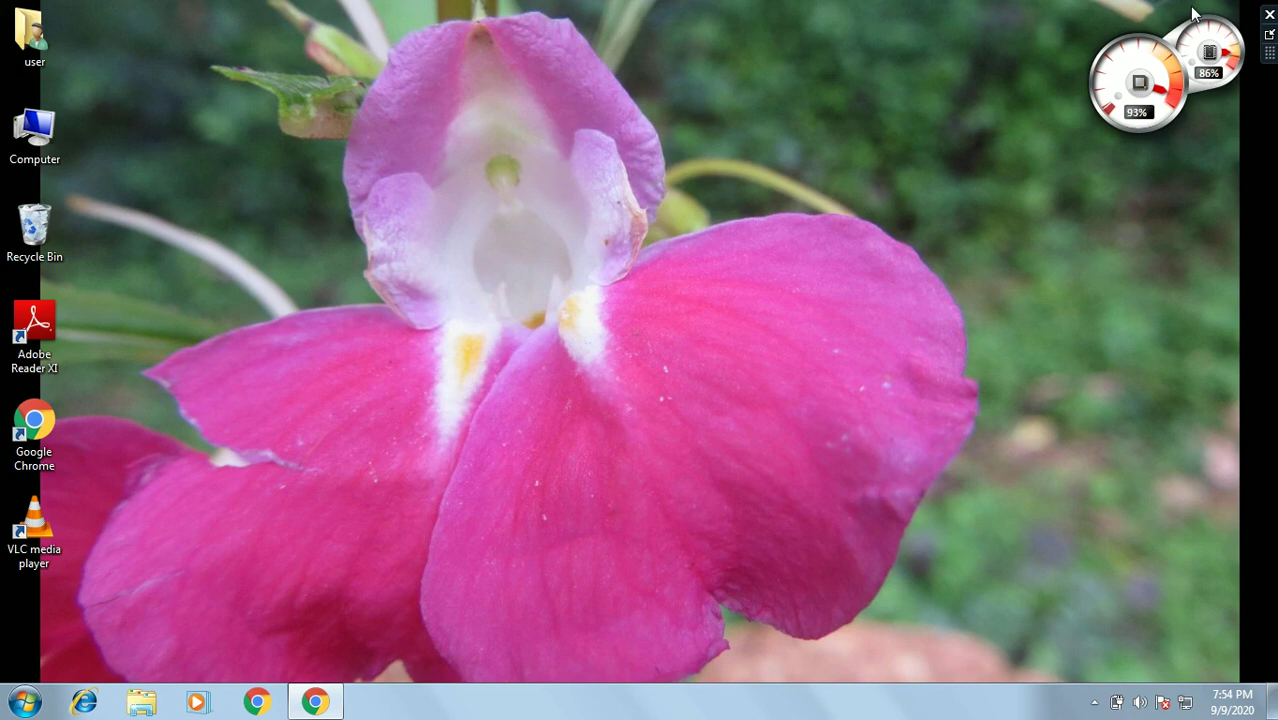 user
Computer
Recycle Bin
Adobe
Reader XI
Google
Chrome
VLC media
player
93%
86%
7:54 PM
9/9/2020